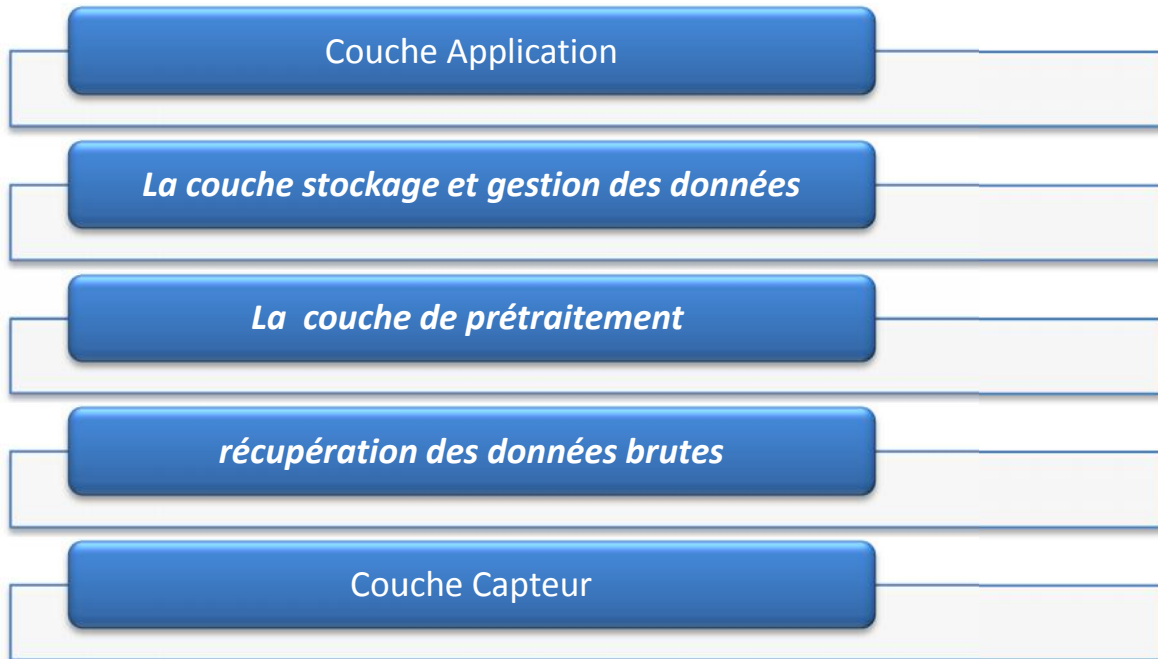 Couche Application
La couche stockage et gestion des données
La couche de prétraitement
récupération des données brutes
Couche Capteur